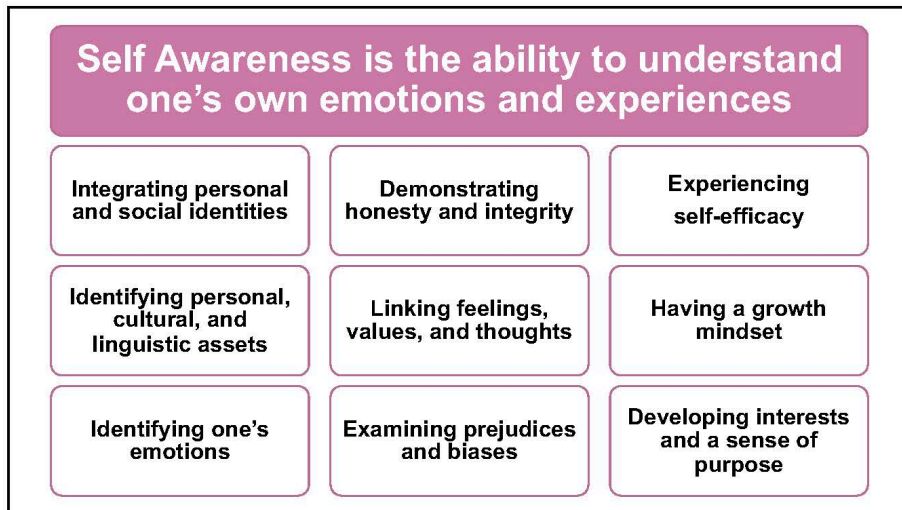 Self Awareness is the ability to understand
one's own emotions and experiences
Integrating personal
and social identities
Demonstrating
honesty and integrity
Experiencing
self-efficacy
Identifying personal,
cultural, and
linguistic assets
Linking feelings,
values, and thoughts
Having a growth
mindset
Identifying one's
emotions
Examining prejudices
and biases
Developing interests
and a sense of
purpose